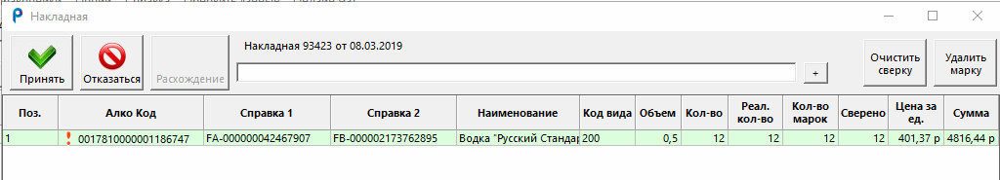 Накладная
Накладная 93423 от 08.03.2019
Принять
Отказаться
Расхождение
+
Очистить
сверку
Удалить
марку
Поз. Алко Код Справка 1 Справка 2 Наименование Код вида Объем Кол-во Реал. кол-во Кол-во марок Сверено Цена за ед. Сумма
1 0017810000001186747 FA-000000042467907 FB-000002173762895 Водка "Русский Стандар 200 0,5 12 12 12 12 401,37 р 4816,44 р